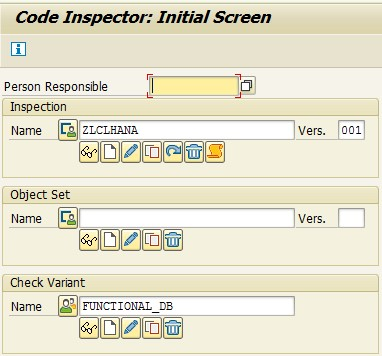 Code Inspector: Initial Screen
Person Responsible
Inspection
Name ZLCLHANA Vers. 001
Object Set
Name Vers.
Check Variant
Name FUNCTIONAL_DB